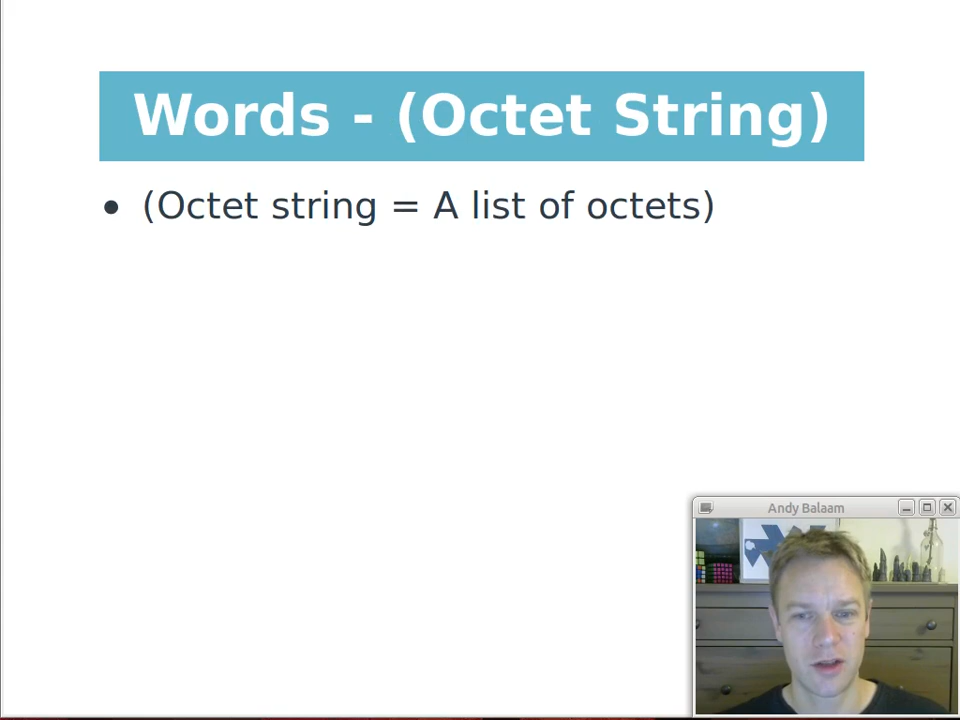 Words - (Octet String)
• (Octet string = A list of octets)
Andy Balaam